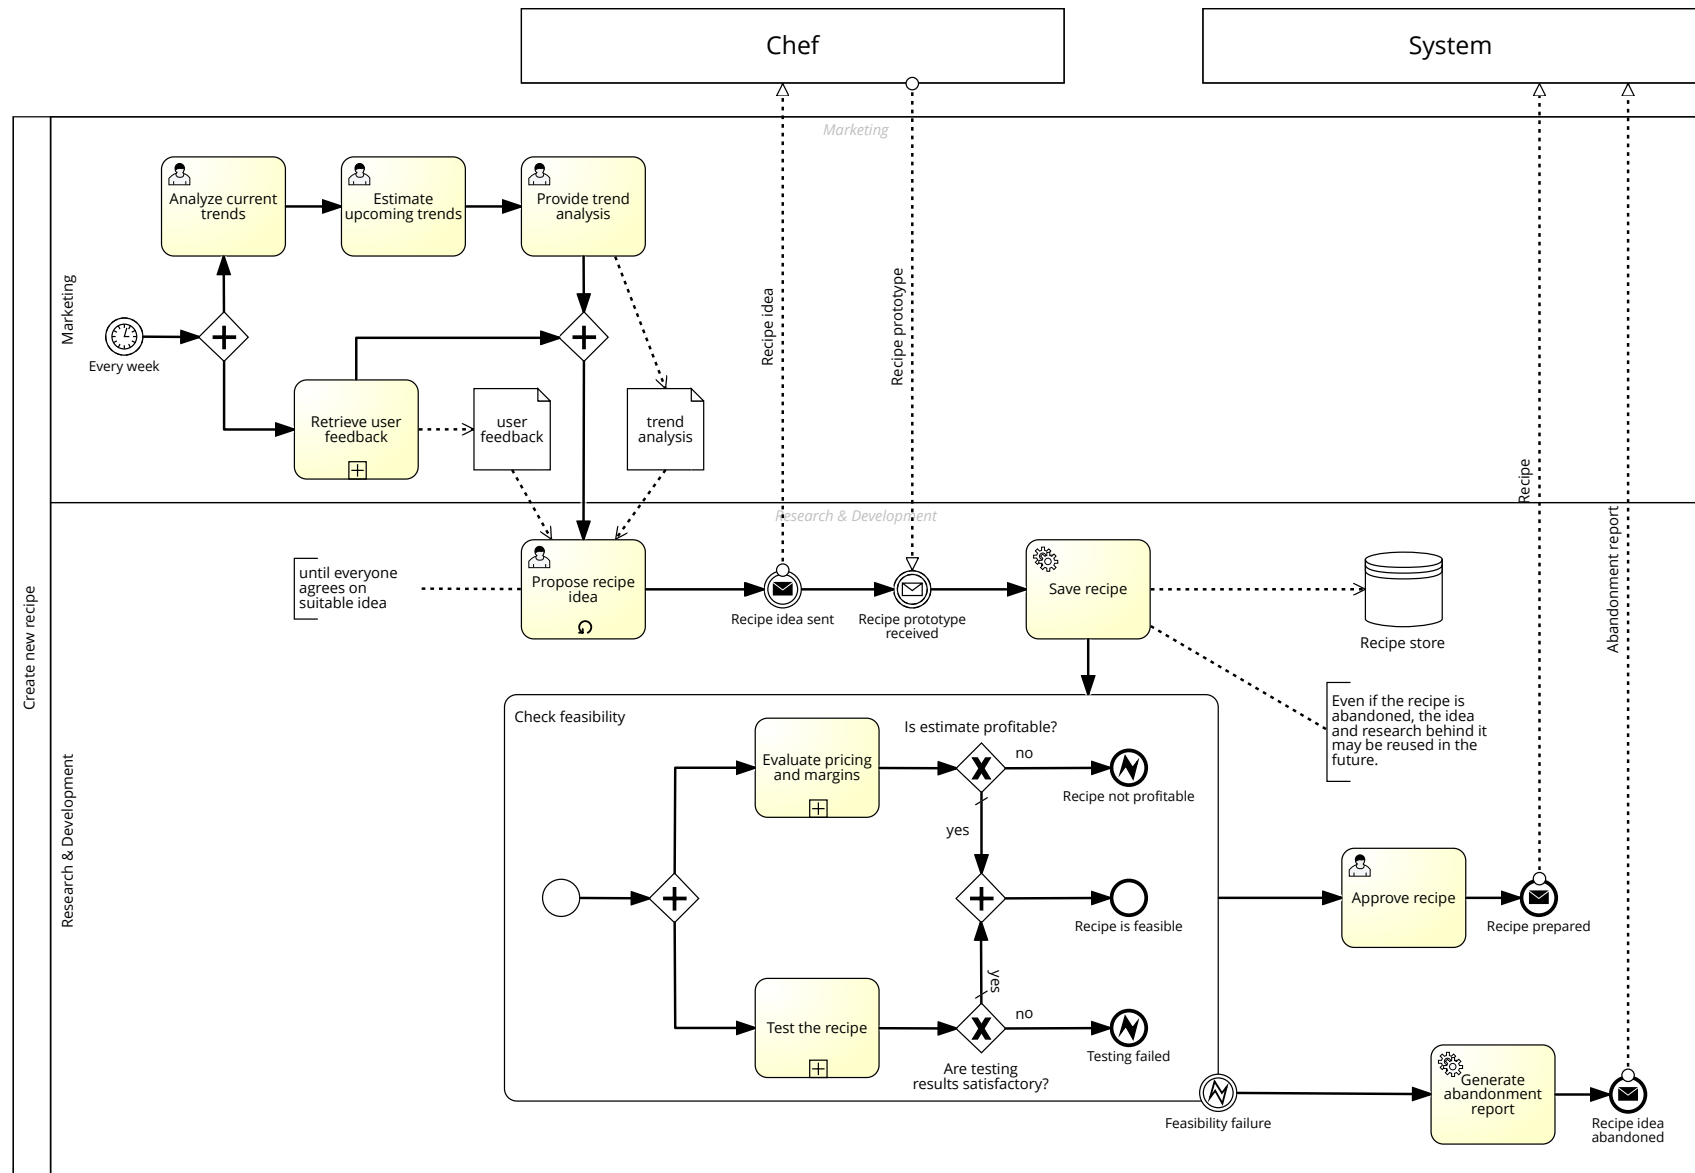 Chef
System
Marketing
Analyze current
trends
Estimate
upcoming trends
Provide trend
analysis
Marketing
Every week
Recipe idea
Recipe prototype
Retrieve user
feedback
user
feedback
trend
analysis
Recipe
Research & Development
Create new recipe
until everyone
agrees on
suitable idea
Propose recipe
idea
Recipe idea sent
Recipe prototype
received
Save recipe
Recipe store
Abandonment report
Even if the recipe is
abandoned, the idea
and research behind it
may be reused in the
future.
Research & Development
Check feasibility
Is estimate profitable?
Evaluate pricing
and margins
no
Recipe not profitable
yes
Recipe is feasible
Approve recipe
Recipe prepared
yes
Test the recipe
no
Testing failed
Are testing
results satisfactory?
Feasibility failure
Generate
abandonment
report
Recipe idea
abandoned